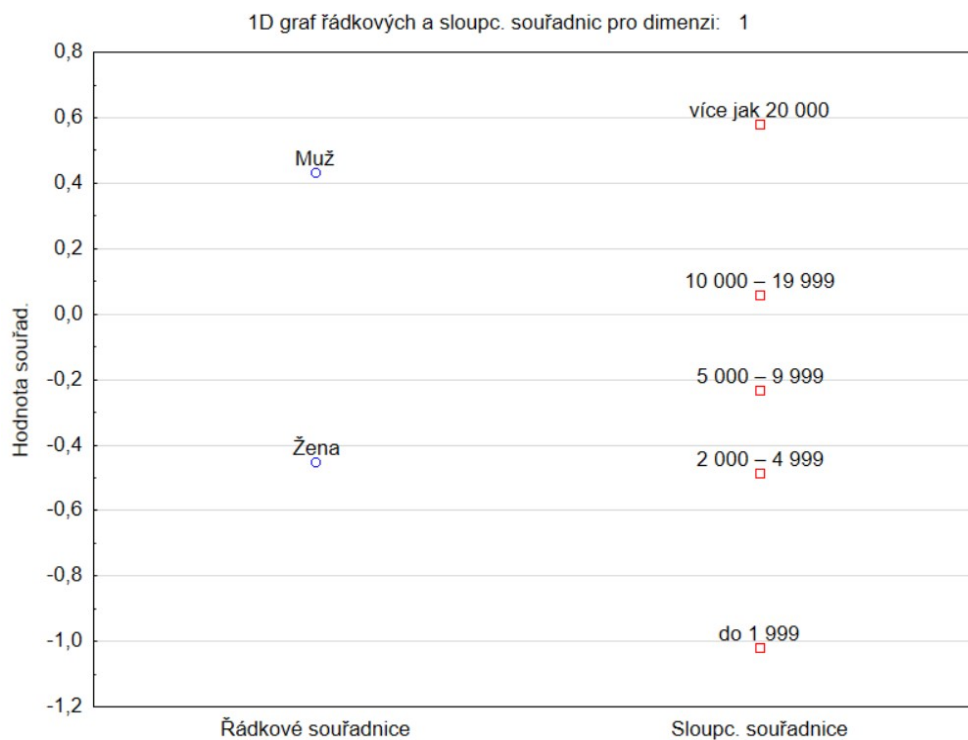 1D graf řádkových a sloupc. souřadnic pro dimenzi: 1
Hodnota souřad.
0,8
0,6
0,4
0,2
0,0
-0,2
-0,4
-0,6
-0,8
-1,0
-1,2
Muž
Žena
více jak 20 000
10 000 – 19 999
5 000 – 9 999
2 000 – 4 999
do 1 999
Řádkové souřadnice
Sloupc. souřadnice